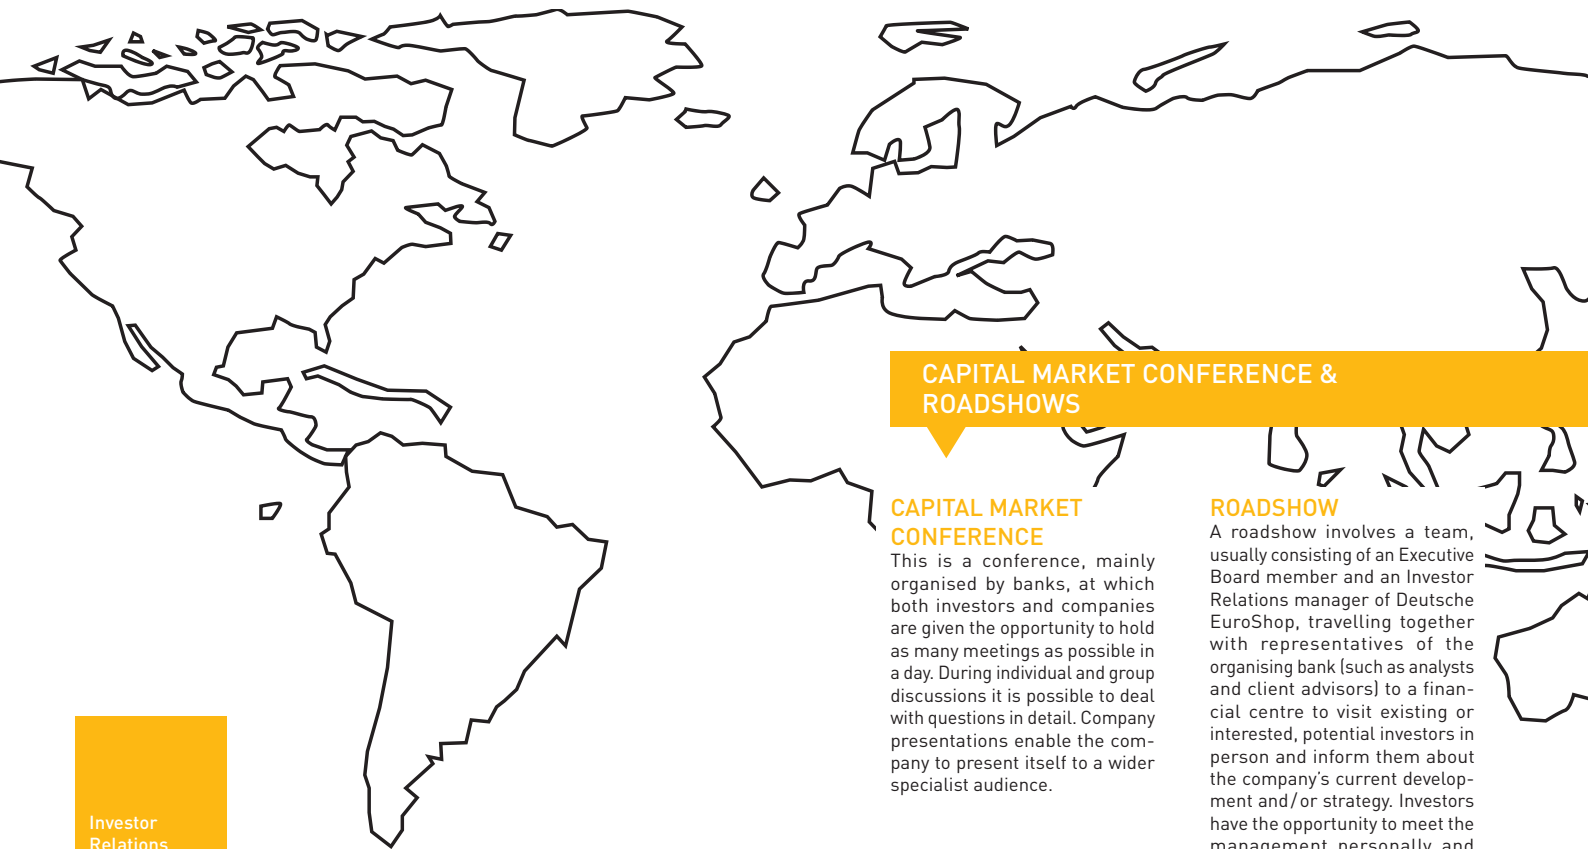 CAPITAL MARKET CONFERENCE &
ROADSHOWS
CAPITAL MARKET
CONFERENCE
This is a conference, mainly
organised by banks, at which
both investors and companies
are given the opportunity to hold
as many meetings as possible in
a day. During individual and group
discussions it is possible to deal
with questions in detail. Company
presentations enable the com-
pany to present itself to a wider
specialist audience.
ROADSHOW
A roadshow involves a team,
usually consisting of an Executive
Board member and an Investor
Relations manager of Deutsche
EuroShop, travelling together
with representatives of the
organising bank (such as analysts
and client advisors) to a finan-
cial centre to visit existing or
interested, potential investors in
person and inform them about
the company's current develop-
ment and/or strategy. Investors
have the opportunity to meet the
management personally and
Investor
Relations